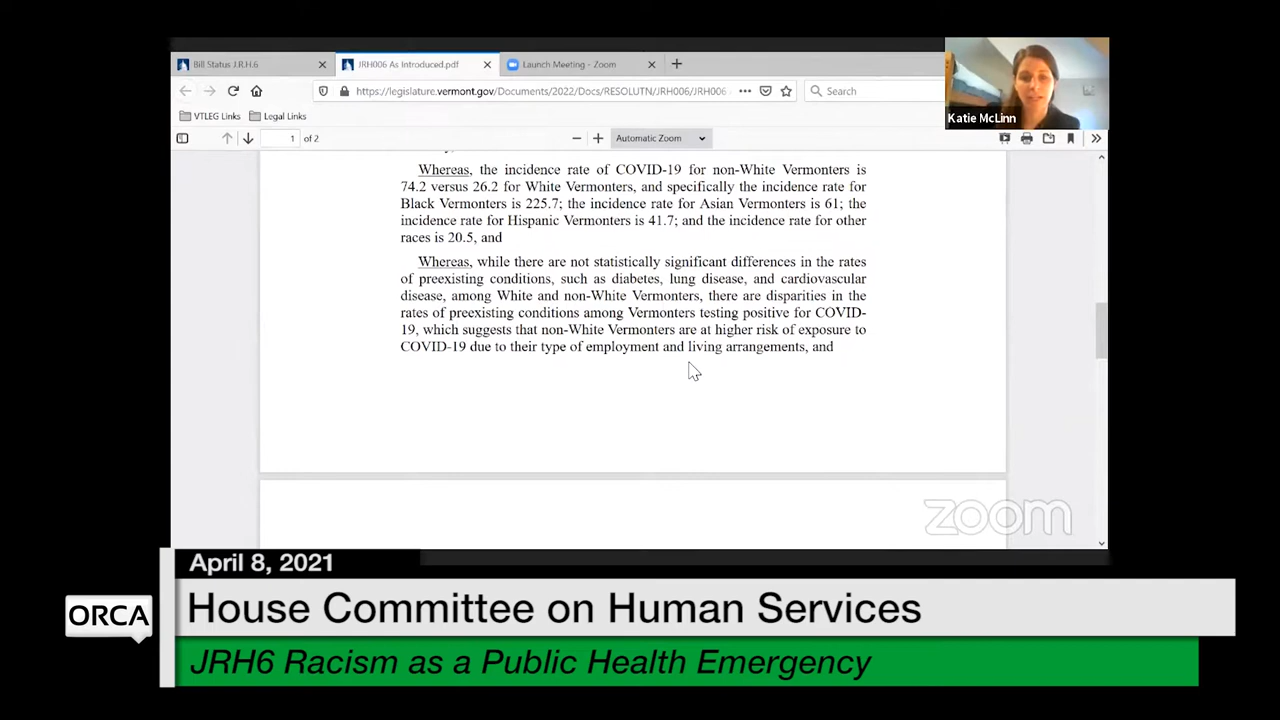 Bill Status J.R.H.6
JRH006 As Introduced.pdf
Launch Meeting - Zoom
https://legislature.vermont.gov/Documents/2022/Docs/RESOLUTN/JRH006/JRH006
Search
VTLEG Links
Legal Links
Katie McLinn
1 of 2
Automatic Zoom
Whereas, the incidence rate of COVID-19 for non-White Vermonters is
74.2 versus 26.2 for White Vermonters, and specifically the incidence rate for
Black Vermonters is 225.7; the incidence rate for Asian Vermonters is 61; the
incidence rate for Hispanic Vermonters is 41.7; and the incidence rate for other
races is 20.5, and
Whereas, while there are not statistically significant differences in the rates
of preexisting conditions, such as diabetes, lung disease, and cardiovascular
disease, among White and non-White Vermonters, there are disparities in the
rates of preexisting conditions among Vermonters testing positive for COVID-
19, which suggests that non-White Vermonters are at higher risk of exposure to
COVID-19 due to their type of employment and living arrangements, and
zoom
April 8, 2021
ORCA
House Committee on Human Services
JRH6 Racism as a Public Health Emergency